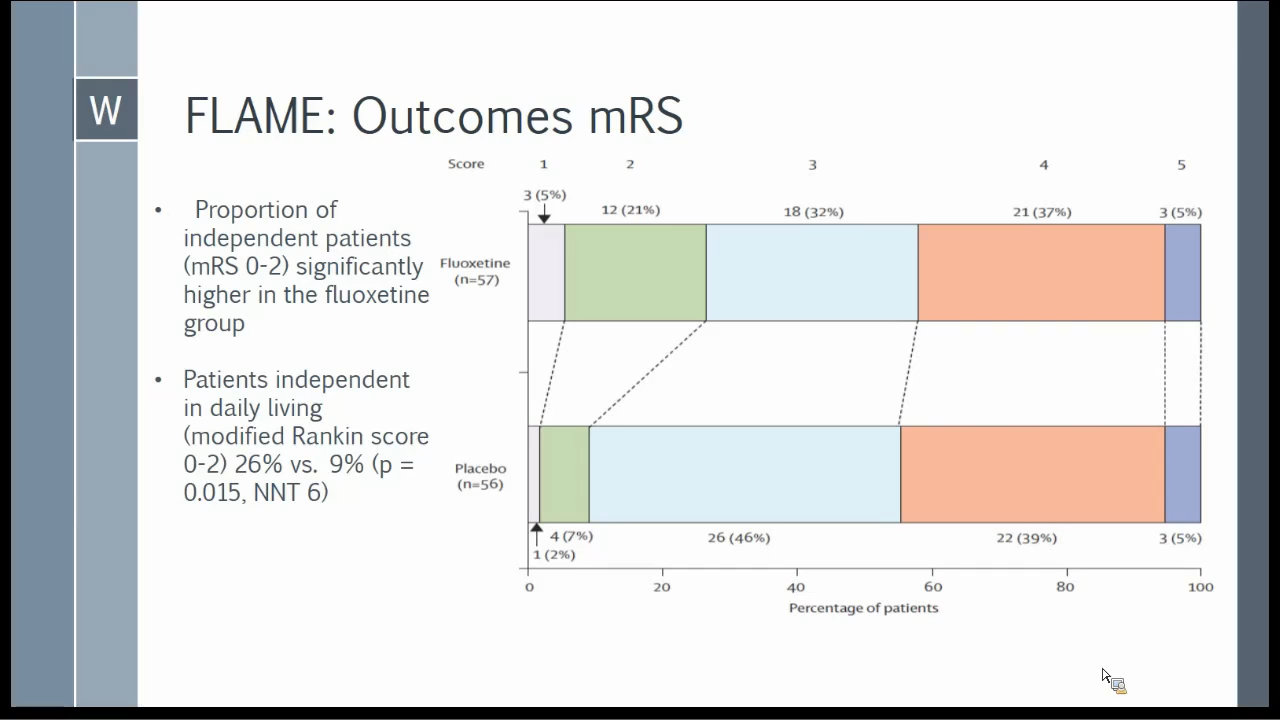 W
FLAME: Outcomes mRS
• Proportion of
independent patients
(mRS 0-2) significantly
higher in the fluoxetine
group
• Patients independent
in daily living
(modified Rankin score
0-2) 26% vs. 9% (p =
0.015, NNT 6)
Score 1 2 3 4 5
3 (5%)
12 (21%) 18 (32%) 21 (37%) 3 (5%)
Fluoxetine
(n=57)
Placebo
(n=56)
4 (7%) 26 (46%) 22 (39%) 3 (5%)
1 (2%)
0 20 40 60 80 100
Percentage of patients